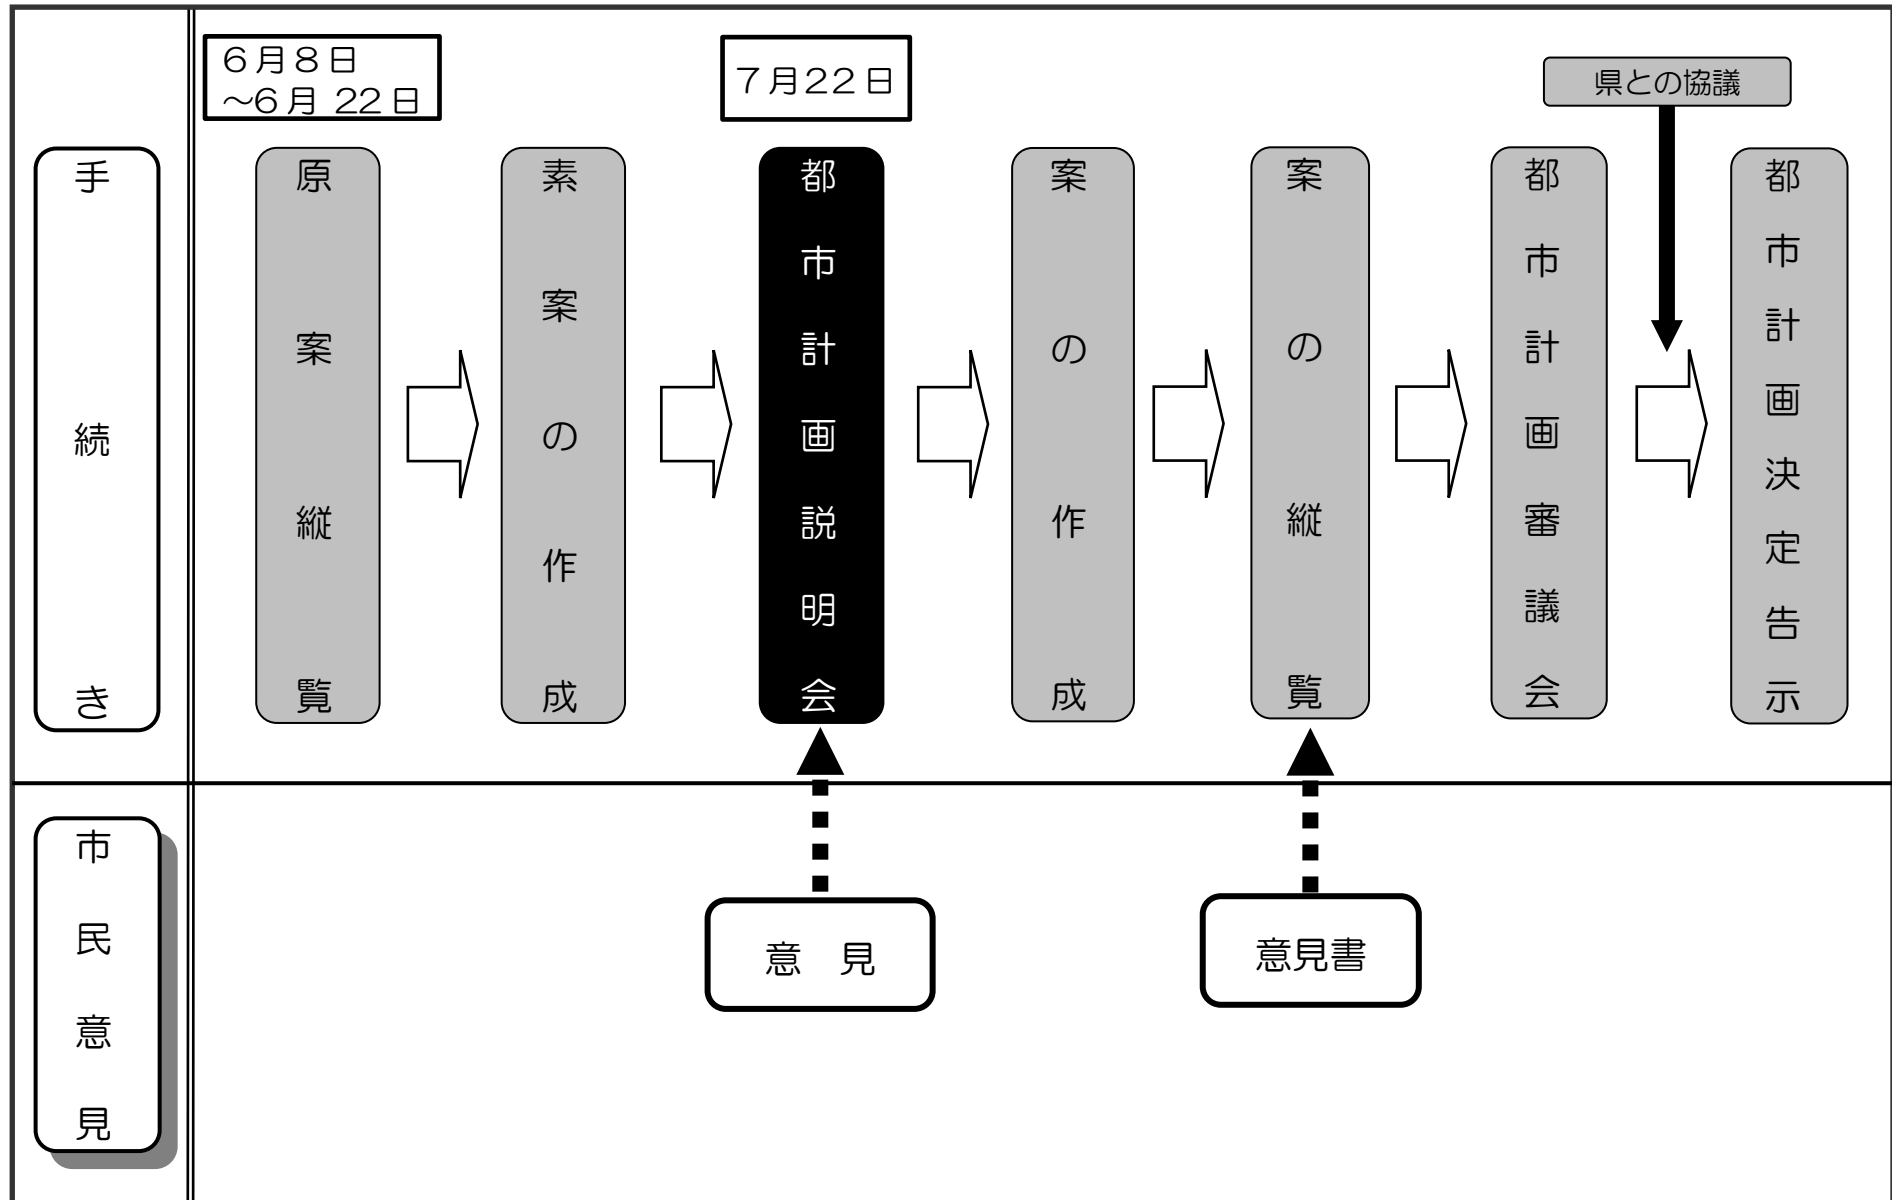 6月8日
～6月 22日
7月22日
県との協議
手続き
原案縦覧
素案の作成
都市計画説明会
案の作成
案の縦覧
都市計画審議会
都市計画決定告示
市民意見
意　見
意見書